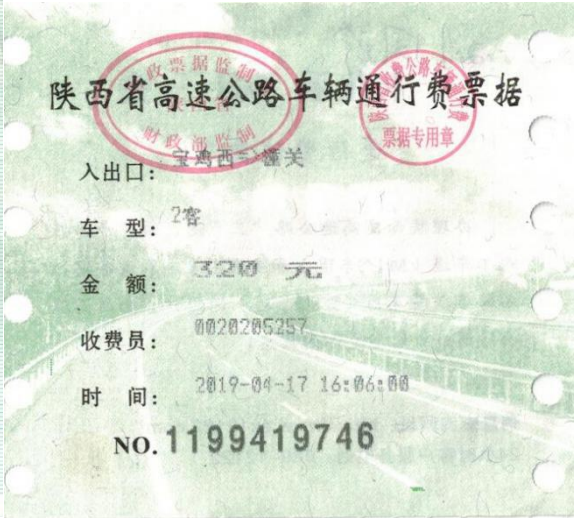 陕西省高速公路车辆通行费票据
政票据监制
财政部监制
票据专用章
入出口: 宝鸡西-潼关
车 型: 2客
金 额: 320 元
收费员: 0020205257
时 间: 2019-04-17 16:06:00
NO. 1199419746